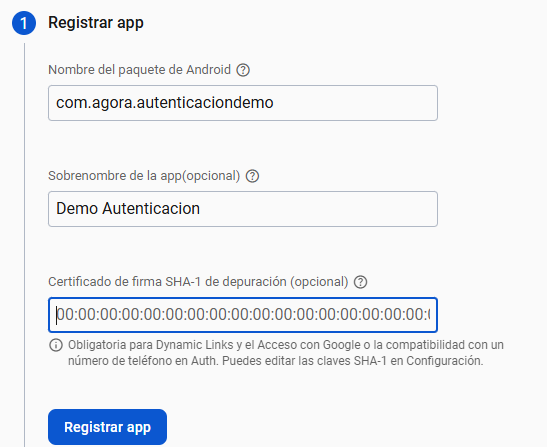 1 Registrar app
Nombre del paquete de Android ?
com.agora.autenticaciondemo
Sobrenombre de la app(opcional) ?
Demo Autenticacion
Certificado de firma SHA-1 de depuración (opcional) ?
00:00:00:00:00:00:00:00:00:00:00:00:00:00:00:00:00:
Obligatoria para Dynamic Links y el Acceso con Google o la compatibilidad con un
número de teléfono en Auth. Puedes editar las claves SHA-1 en Configuración.
Registrar app